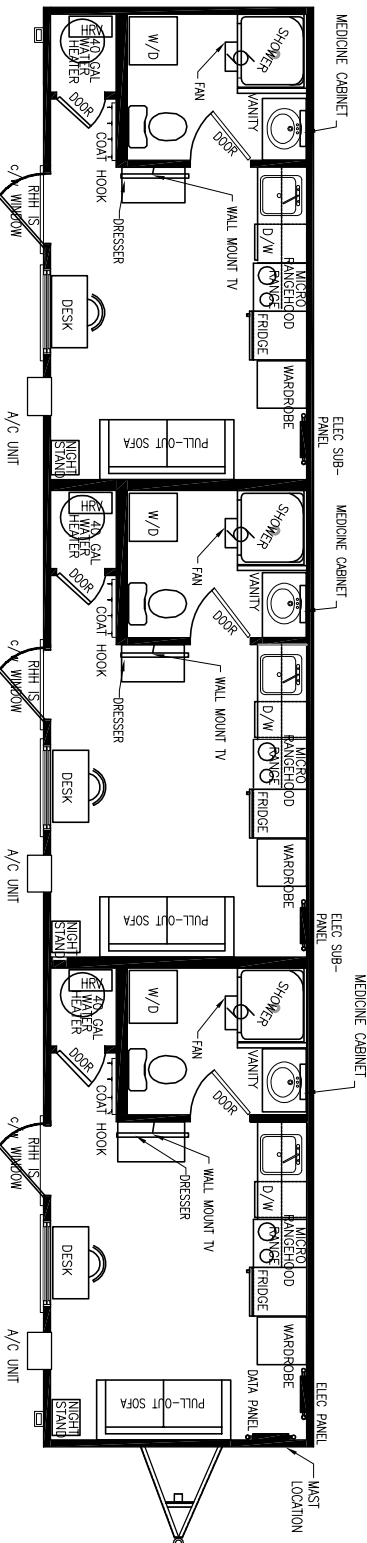 MEDICINE CABINET
SHOWER
VANITY
FAN
W/D
DOOR
HRV
40 GAL
WATER
HEATER
DOOR
COAT HOOK
RHH IS
c/w WINDOW
WALL MOUNT TV
DRESSER
D/W
MICRO
RANGEHOOD
RANGE
FRIDGE
WARDROBE
DESK
A/C UNIT
PULL-OUT SOFA
NIGHT
STAND
ELEC SUB-
PANEL
MEDICINE CABINET
SHOWER
VANITY
FAN
W/D
DOOR
HRV
40 GAL
WATER
HEATER
DOOR
COAT HOOK
RHH IS
c/w WINDOW
WALL MOUNT TV
DRESSER
D/W
MICRO
RANGEHOOD
RANGE
FRIDGE
WARDROBE
DESK
A/C UNIT
PULL-OUT SOFA
NIGHT
STAND
ELEC SUB-
PANEL
MEDICINE CABINET
SHOWER
VANITY
FAN
W/D
DOOR
HRV
40 GAL
WATER
HEATER
DOOR
COAT HOOK
RHH IS
c/w WINDOW
WALL MOUNT TV
DRESSER
D/W
MICRO
RANGEHOOD
RANGE
FRIDGE
WARDROBE
DESK
A/C UNIT
PULL-OUT SOFA
NIGHT
STAND
DATA PANEL
ELEC PANEL
MAST
LOCATION